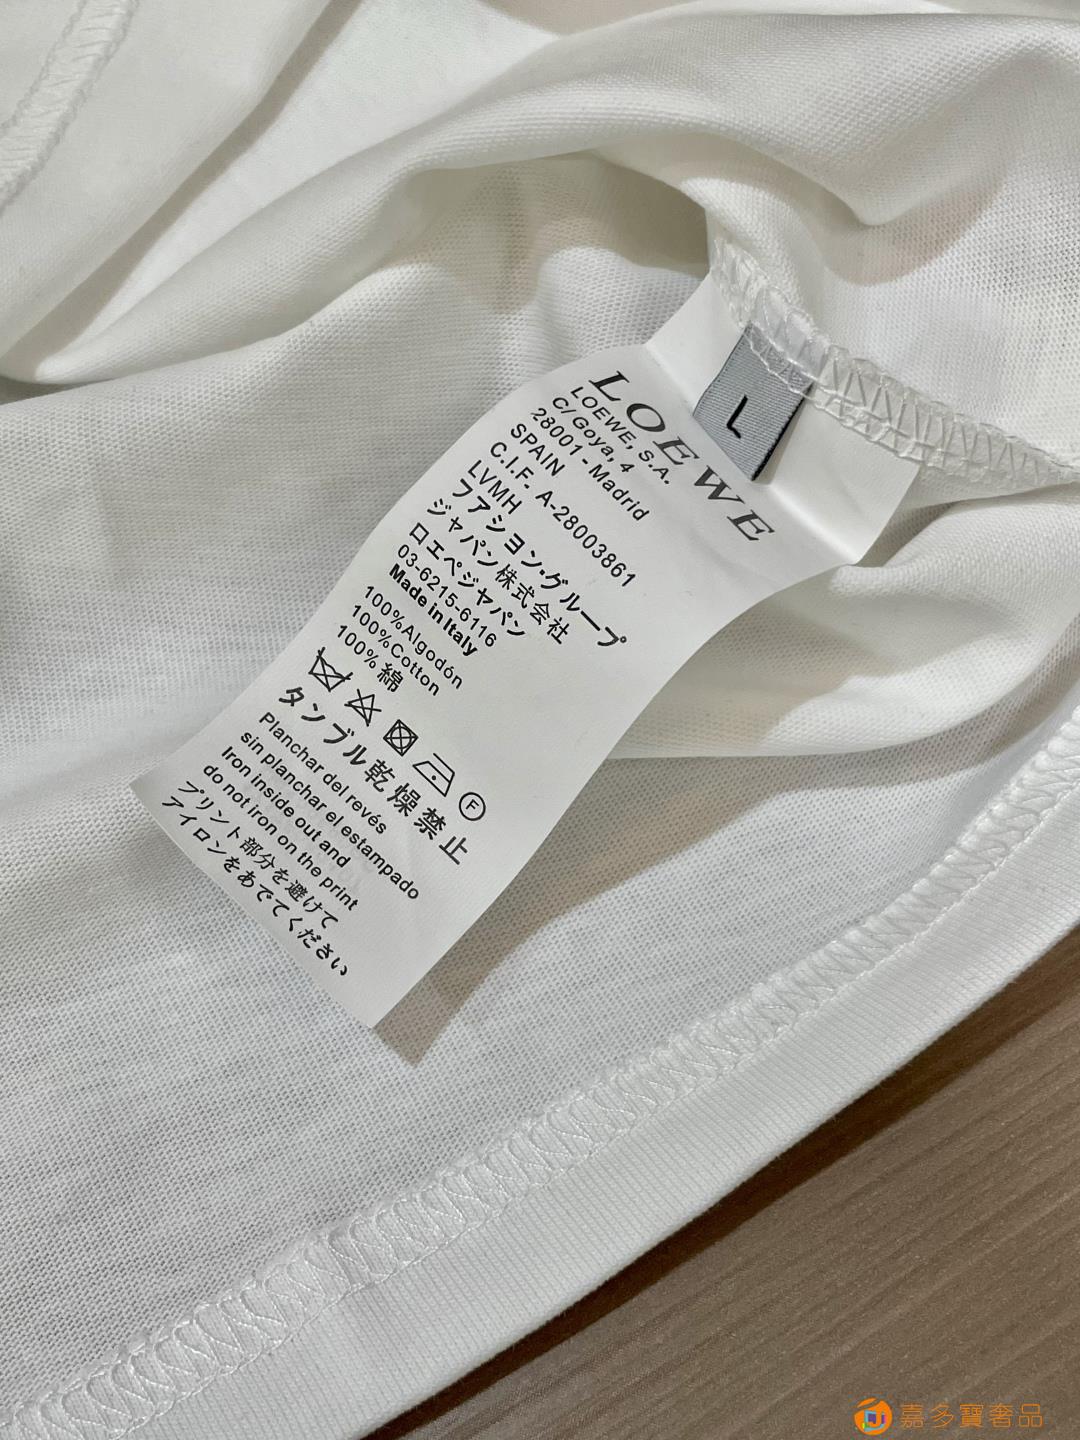 L
LOEWE
LOEWE, S.A.
C/Goya, 4
28001 - Madrid
SPAIN
C.I.F. A-28003861
LVMH
ファション・グループ
ジャパン株式会社
ロエペジャパン
03-6215-6116
Made in Italy
100%Algodón
100%Cotton
100%綿
F
タンブル乾燥禁止
Planchar del revés
sin planchar el estampado
Iron inside out and
do not iron on the print
プリント部分を避けて
アイロンをあでてください
嘉多寶奢品